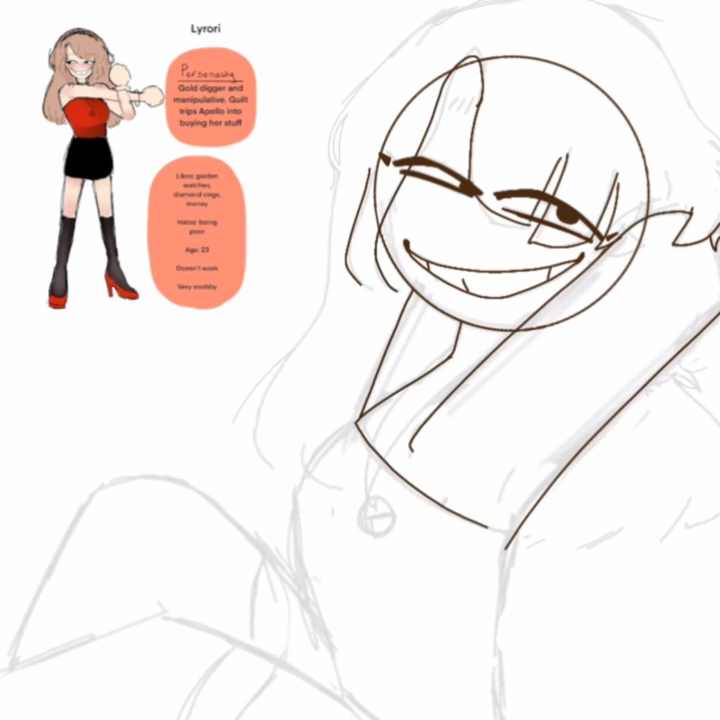 Lyrori
Personality
Gold digger and
manipulative. Guilt
trips Apollo into
buying her stuff
Likes: golden
watches,
diamond rings,
money
Hates: being
poor
Age: 23
Doesn't work
Very snobby